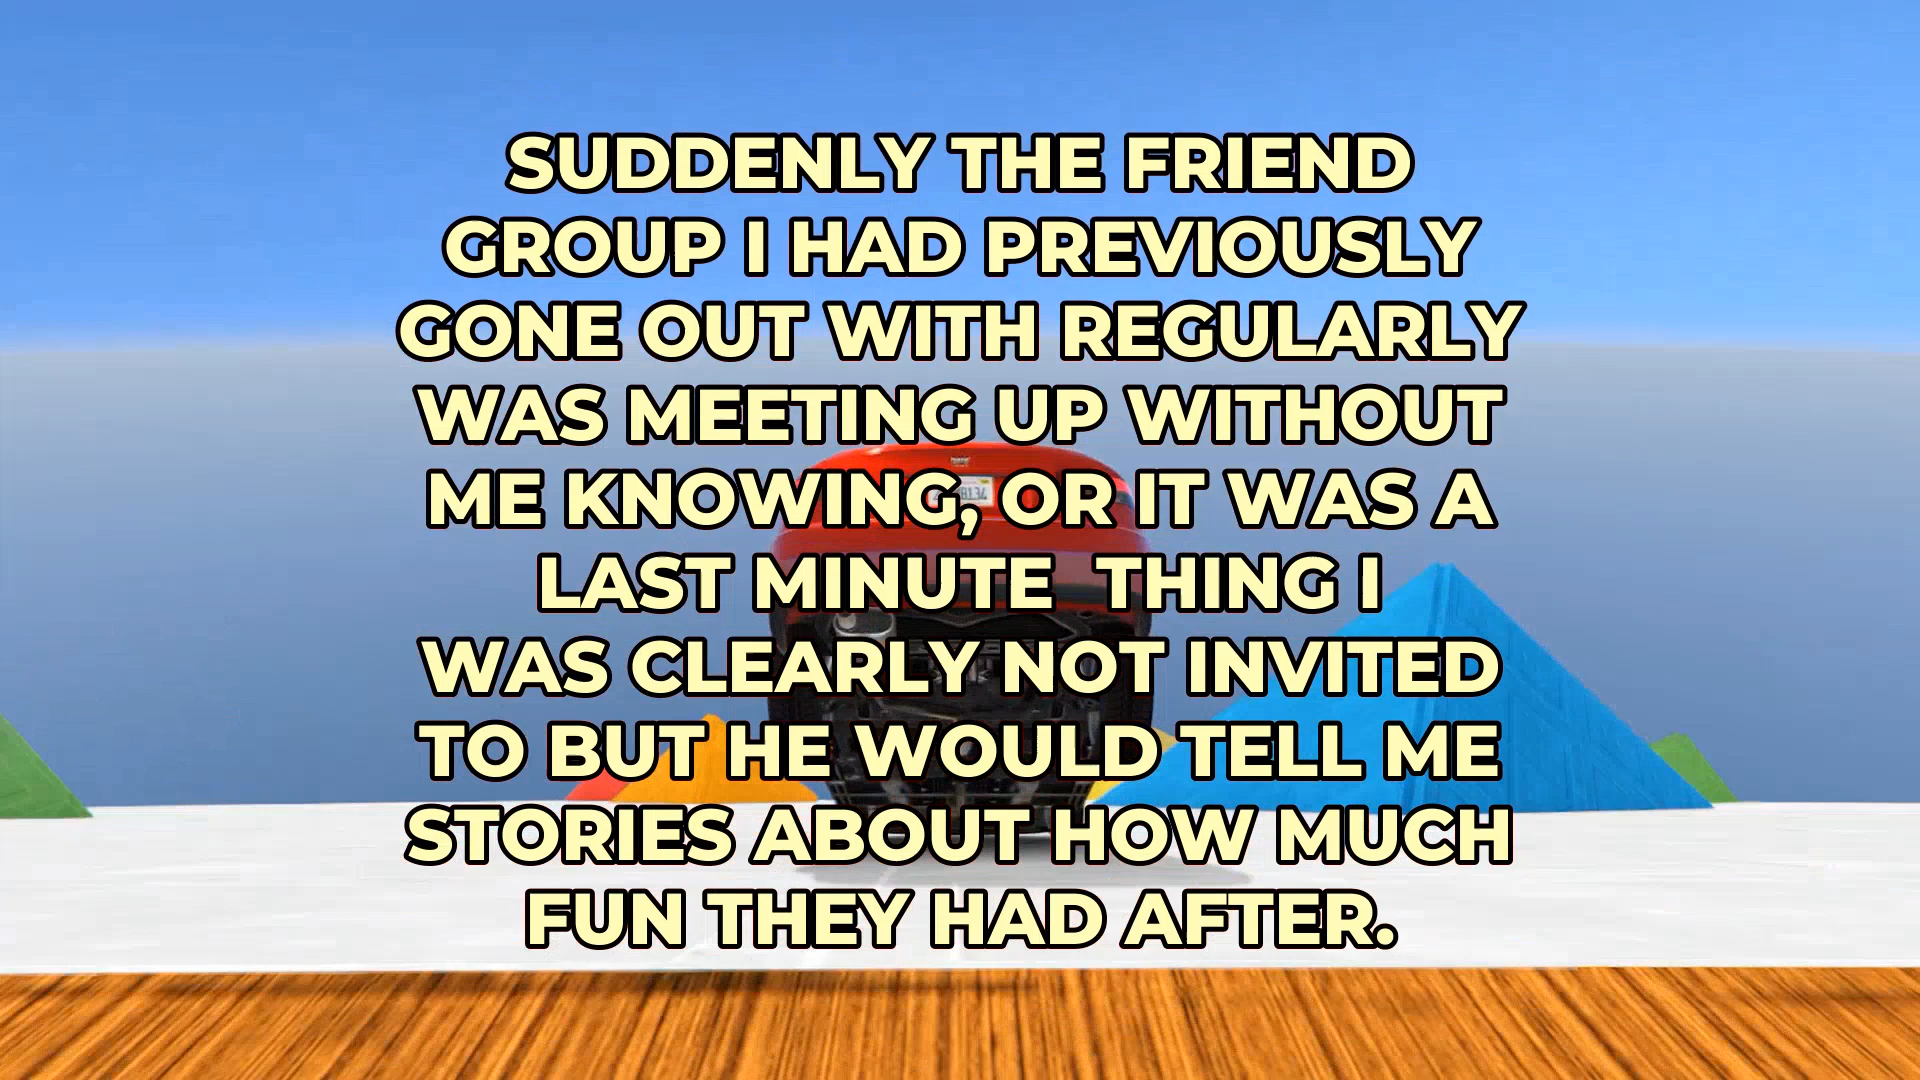 SUDDENLY THE FRIEND
GROUP I HAD PREVIOUSLY
GONE OUT WITH REGULARLY
WAS MEETING UP WITHOUT
ME KNOWING, OR IT WAS A
LAST MINUTE  THING I
WAS CLEARLY NOT INVITED
TO BUT HE WOULD TELL ME
STORIES ABOUT HOW MUCH
FUN THEY HAD AFTER.